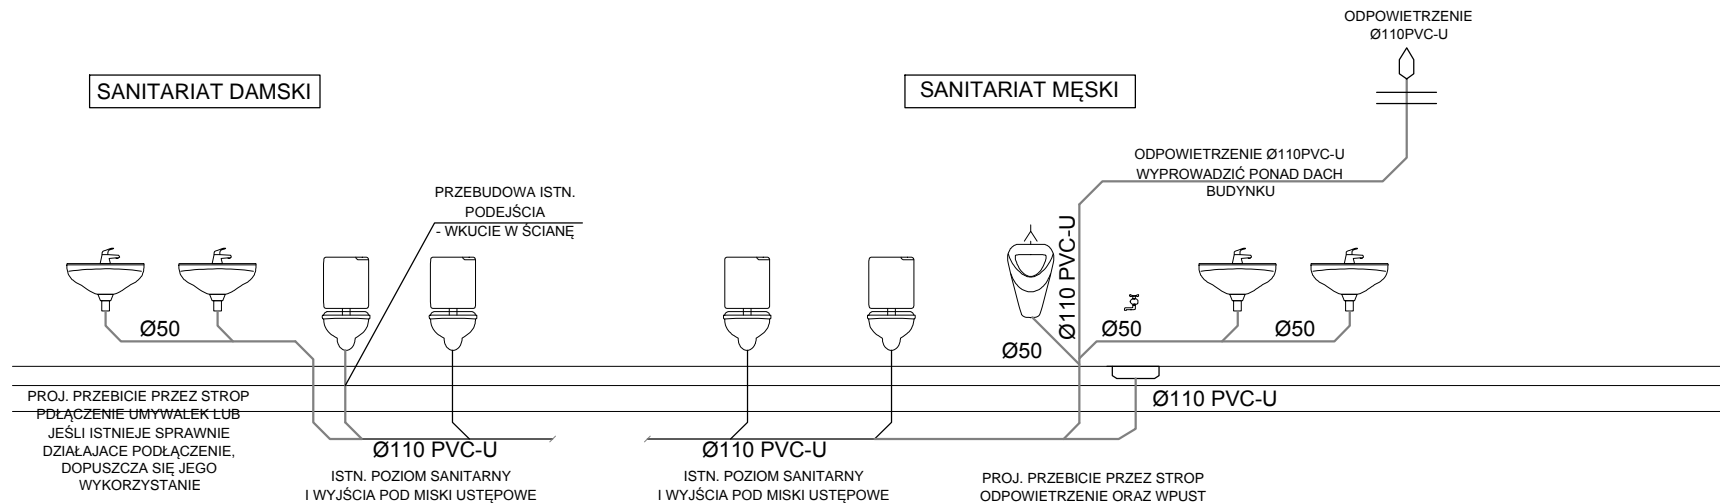 ODPOWIETRZENIE
Ø110PVC-U
SANITARIAT DAMSKI
SANITARIAT MĘSKI
ODPOWIETRZENIE Ø110PVC-U
WYPROWADZIĆ PONAD DACH
BUDYNKU
PRZEBUDOWA ISTN.
PODEJŚCIA
- WKUCIE W ŚCIANĘ
Ø110 PVC-U
Ø50
Ø50
Ø50
Ø50
PROJ. PRZEBICIE PRZEZ STROP
PDŁĄCZENIE UMYWALEK LUB
JEŚLI ISTNIEJE SPRAWNIE
DZIAŁAJACE PODŁĄCZENIE,
DOPUSZCZA SIĘ JEGO
WYKORZYSTANIE
Ø110 PVC-U
Ø110 PVC-U
ISTN. POZIOM SANITARNY
I WYJŚCIA POD MISKI USTĘPOWE
Ø110 PVC-U
ISTN. POZIOM SANITARNY
I WYJŚCIA POD MISKI USTĘPOWE
PROJ. PRZEBICIE PRZEZ STROP
ODPOWIETRZENIE ORAZ WPUST